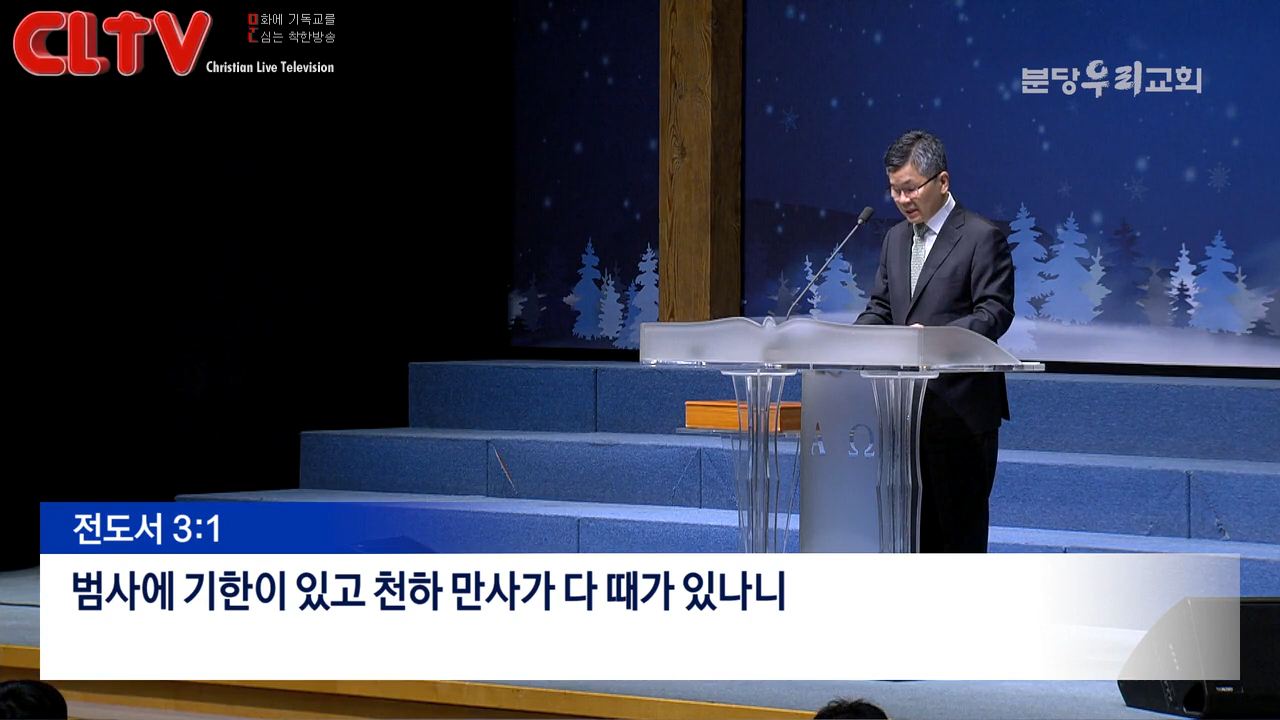 CLTV
문화에 기독교를
심는 착한방송
Christian Live Television
분당우리교회
Α Ω
전도서 3:1
범사에 기한이 있고 천하 만사가 다 때가 있나니